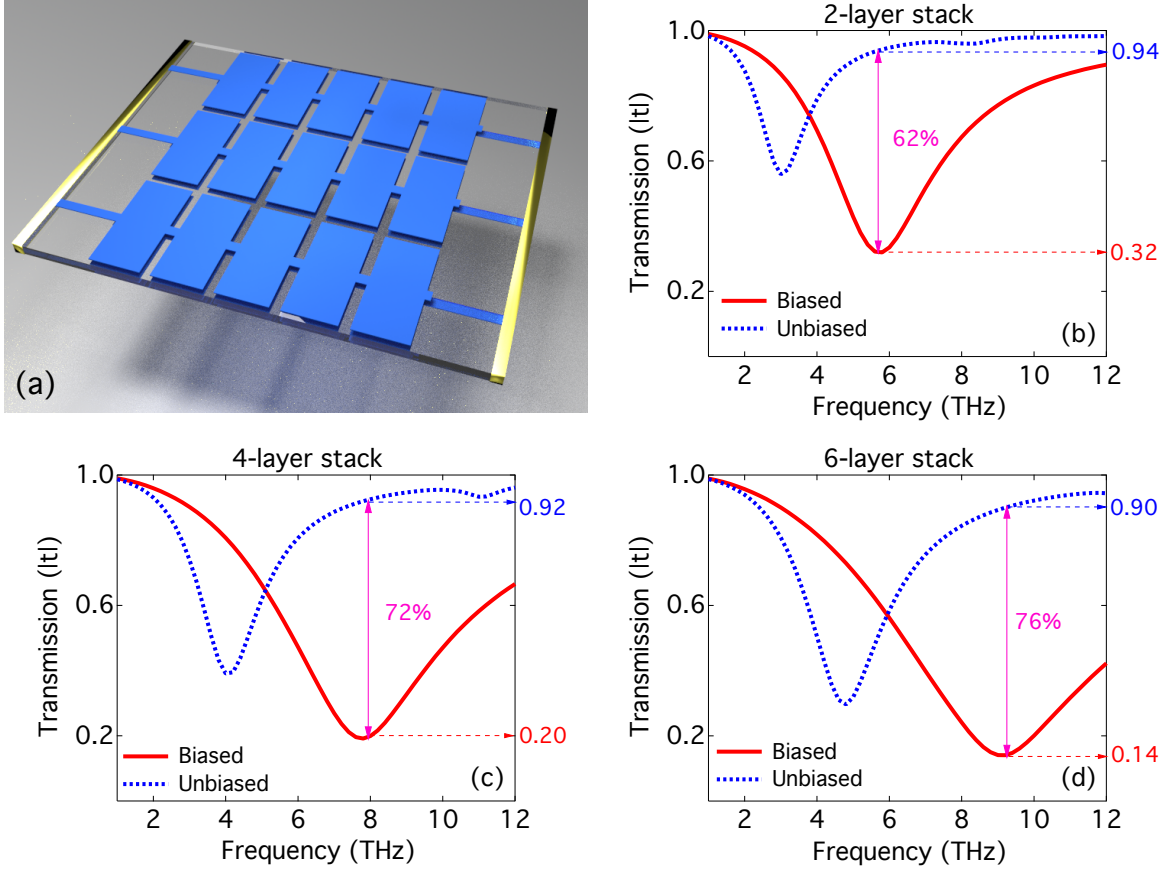 (a)
2-layer stack
Transmission (|t|)
1.0
0.6
0.2
0.94
62%
0.32
Biased
Unbiased
(b)
2 4 6 8 10 12
Frequency (THz)
4-layer stack
Transmission (|t|)
1.0
0.6
0.2
0.92
72%
0.20
Biased
Unbiased
(c)
2 4 6 8 10 12
Frequency (THz)
6-layer stack
Transmission (|t|)
1.0
0.6
0.2
0.90
76%
0.14
Biased
Unbiased
(d)
2 4 6 8 10 12
Frequency (THz)